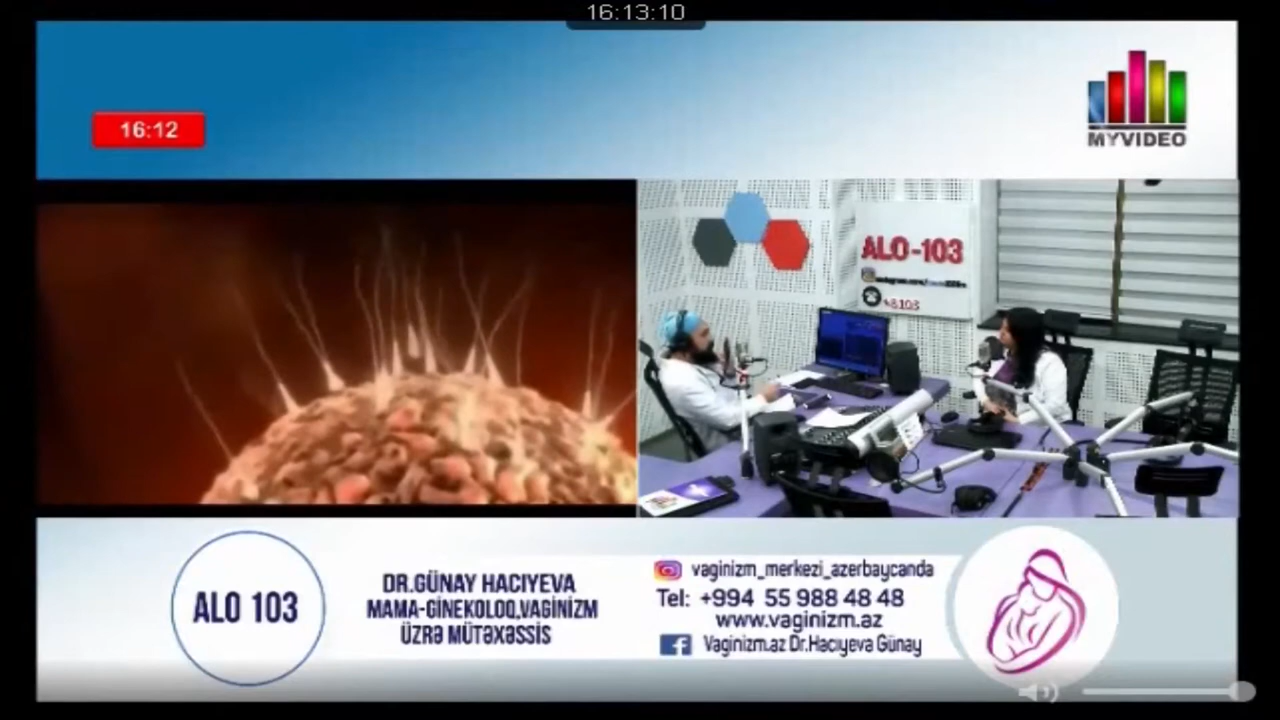 16:13:10
16:12
MYVIDEO
ALO-103
ALO 103
DR.GÜNAY HACIYEVA
MAMA-GİNEKOLOQ,VAGİNİZM
ÜZRƏ MÜTƏXƏSSİS
vaginizm_merkezi_azerbaycanda
Tel: +994 55 988 48 48
www.vaginizm.az
Vaginizm.az Dr.Hacıyeva Günay